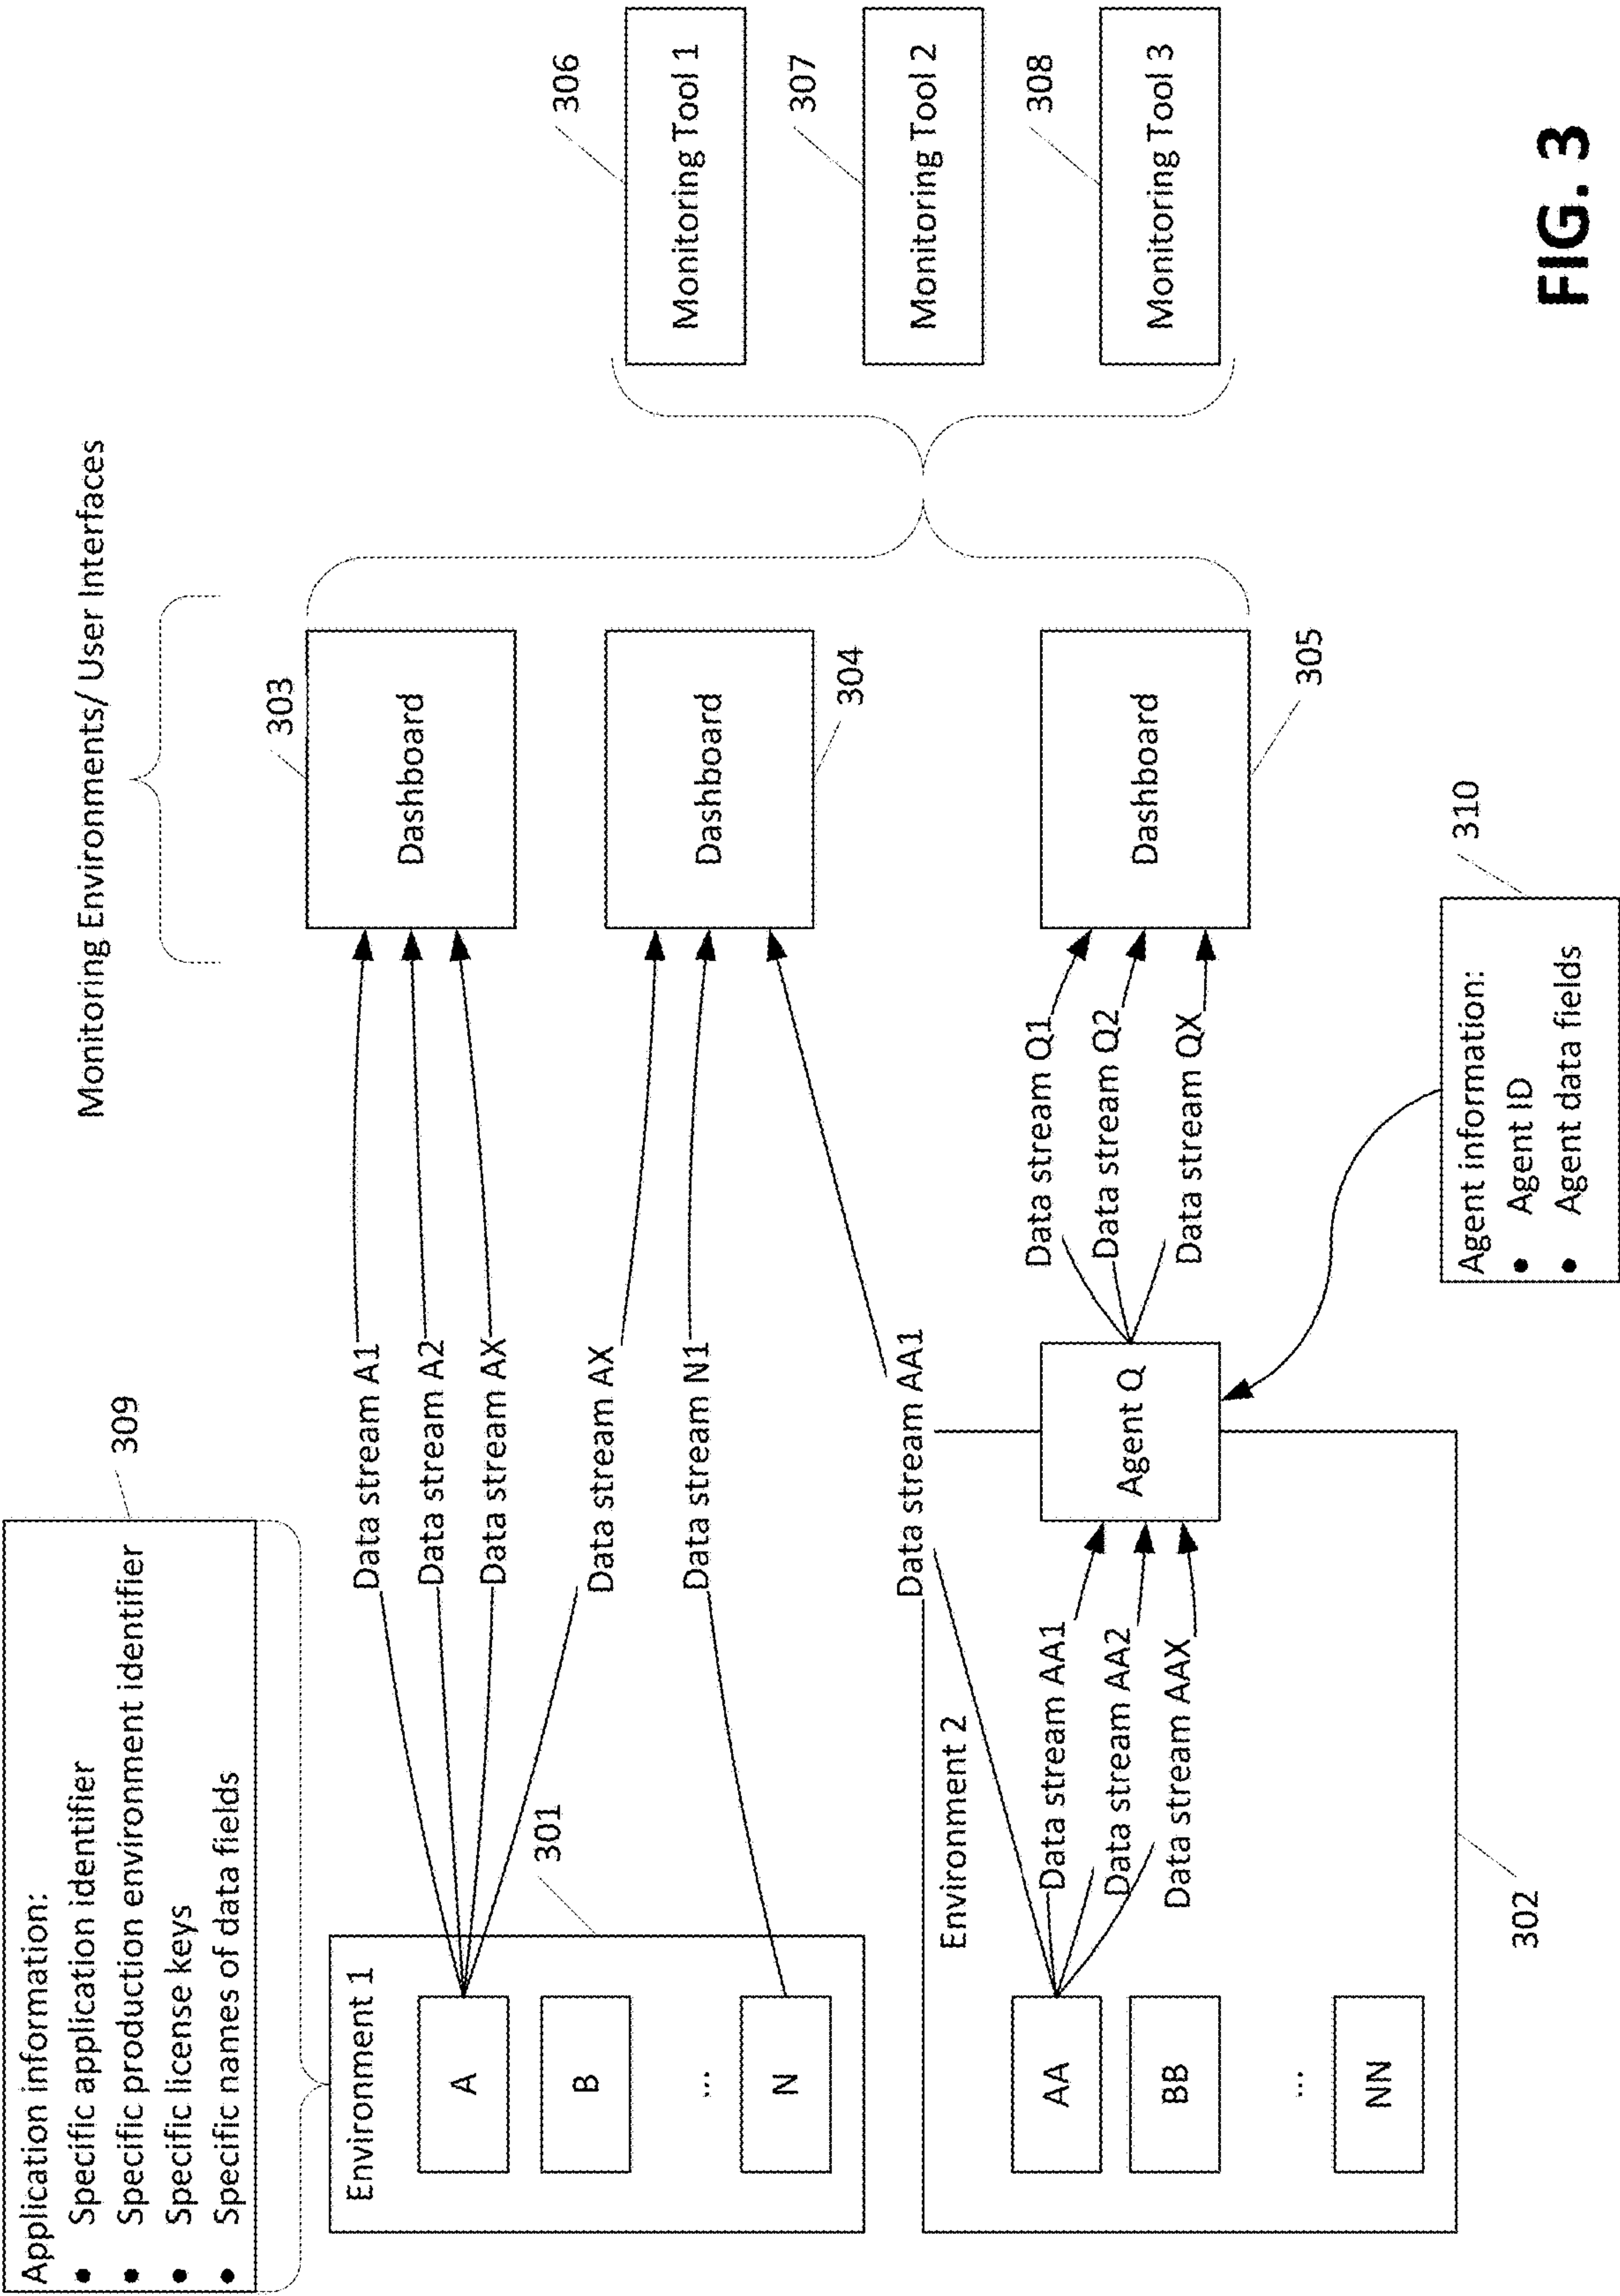 Application information:
• Specific application identifier
• Specific production environment identifier
• Specific license keys
• Specific names of data fields
309
Monitoring Environments/ User Interfaces
Environment 1
A
B
...
N
301
Data stream A1
Data stream A2
Data stream AX
Data stream AX
Data stream N1
Data stream AA1
303
Dashboard
Dashboard
304
Dashboard
305
306
Monitoring Tool 1
307
Monitoring Tool 2
308
Monitoring Tool 3
Environment 2
AA
BB
...
NN
302
Data stream AA1
Data stream AA2
Data stream AAX
Agent Q
Data stream Q1
Data stream Q2
Data stream QX
310
Agent information:
• Agent ID
• Agent data fields
FIG. 3